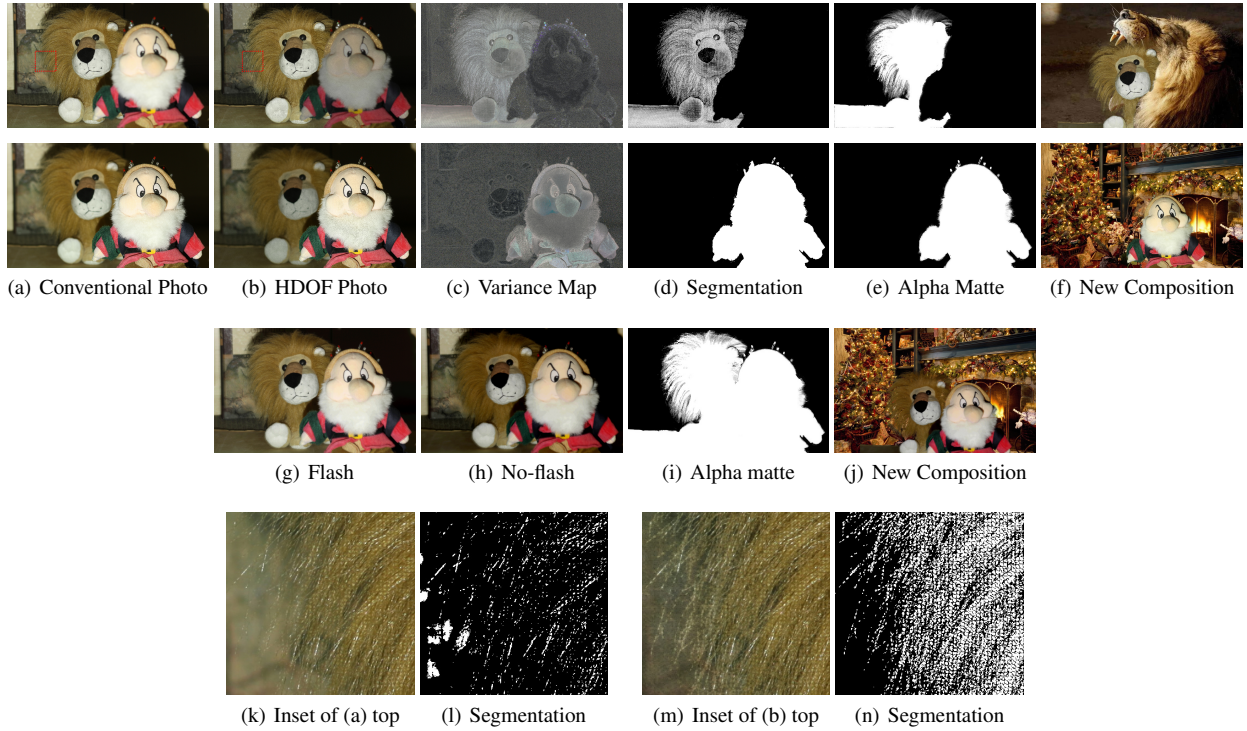 (a) Conventional Photo
(b) HDOF Photo
(c) Variance Map
(d) Segmentation
(e) Alpha Matte
(f) New Composition
(g) Flash
(h) No-flash
(i) Alpha matte
(j) New Composition
(k) Inset of (a) top
(l) Segmentation
(m) Inset of (b) top
(n) Segmentation